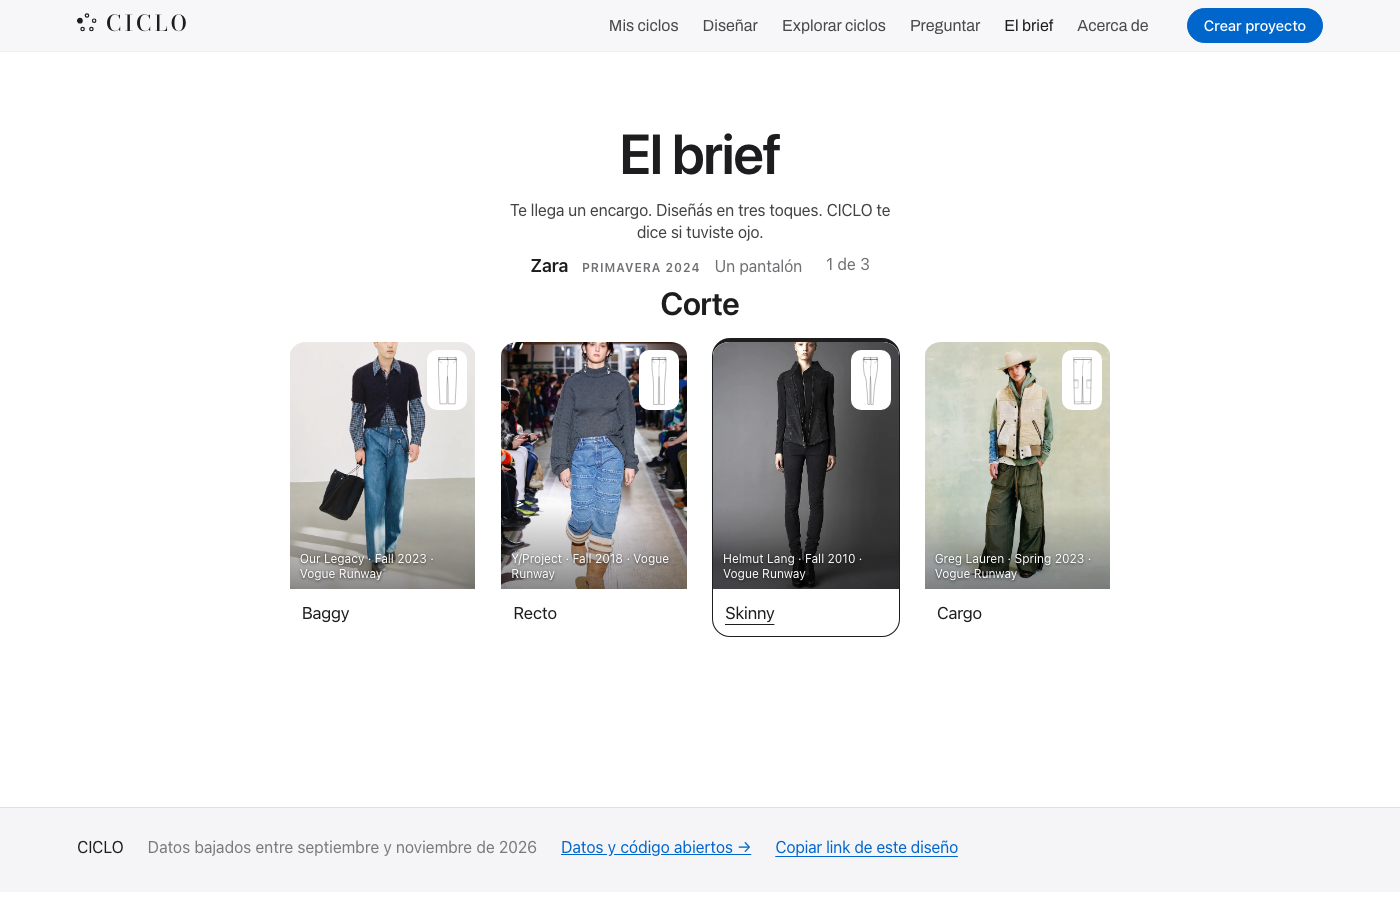 CICLO
Mis ciclos
Diseñar
Explorar ciclos
Preguntar
El brief
Acerca de
Crear proyecto
El brief
Te llega un encargo. Diseñás en tres toques. CICLO te
dice si tuviste ojo.
Zara PRIMAVERA 2024 Un pantalón 1 de 3
Corte
Our Legacy · Fall 2023 ·
Vogue Runway
Baggy
Y/Project · Fall 2018 · Vogue
Runway
Recto
Helmut Lang · Fall 2010 ·
Vogue Runway
Skinny
Greg Lauren · Spring 2023 ·
Vogue Runway
Cargo
CICLO
Datos bajados entre septiembre y noviembre de 2026
Datos y código abiertos →
Copiar link de este diseño